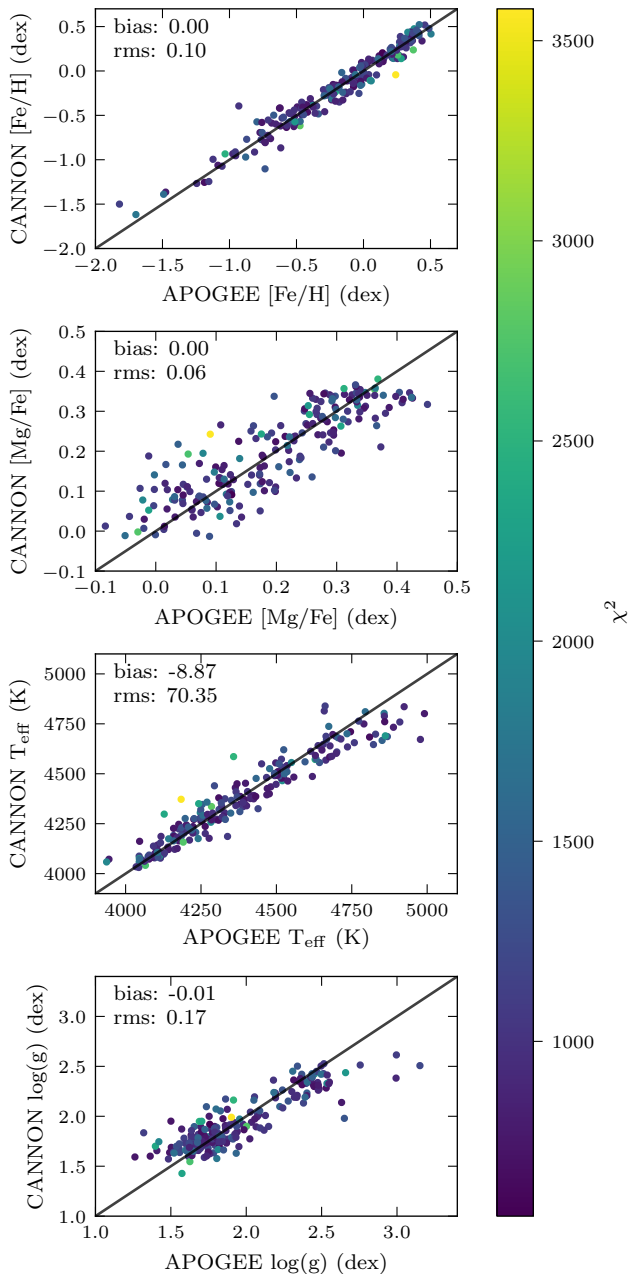 bias: 0.00
rms: 0.10
CANNON [Fe/H] (dex)
0.5
0.0
−0.5
−1.0
−1.5
−2.0
−2.0 −1.5 −1.0 −0.5 0.0 0.5
APOGEE [Fe/H] (dex)
bias: 0.00
rms: 0.06
CANNON [Mg/Fe] (dex)
0.5
0.4
0.3
0.2
0.1
0.0
−0.1
−0.1 0.0 0.1 0.2 0.3 0.4 0.5
APOGEE [Mg/Fe] (dex)
bias: -8.87
rms: 70.35
CANNON T_eff (K)
5000
4750
4500
4250
4000
4000 4250 4500 4750 5000
APOGEE T_eff (K)
bias: -0.01
rms: 0.17
CANNON log(g) (dex)
3.0
2.5
2.0
1.5
1.0
1.0 1.5 2.0 2.5 3.0
APOGEE log(g) (dex)
3500
3000
2500
2000
1500
1000
χ²